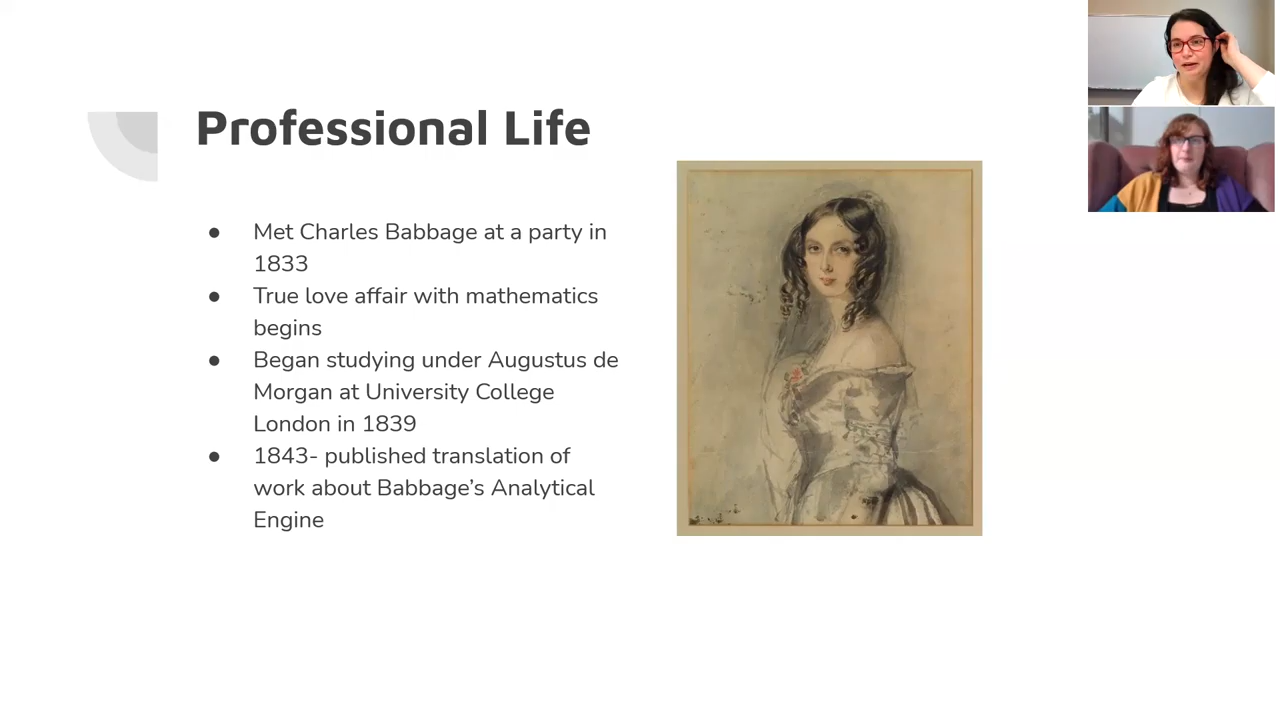 Professional Life
● Met Charles Babbage at a party in
1833
● True love affair with mathematics
begins
● Began studying under Augustus de
Morgan at University College
London in 1839
● 1843- published translation of
work about Babbage’s Analytical
Engine